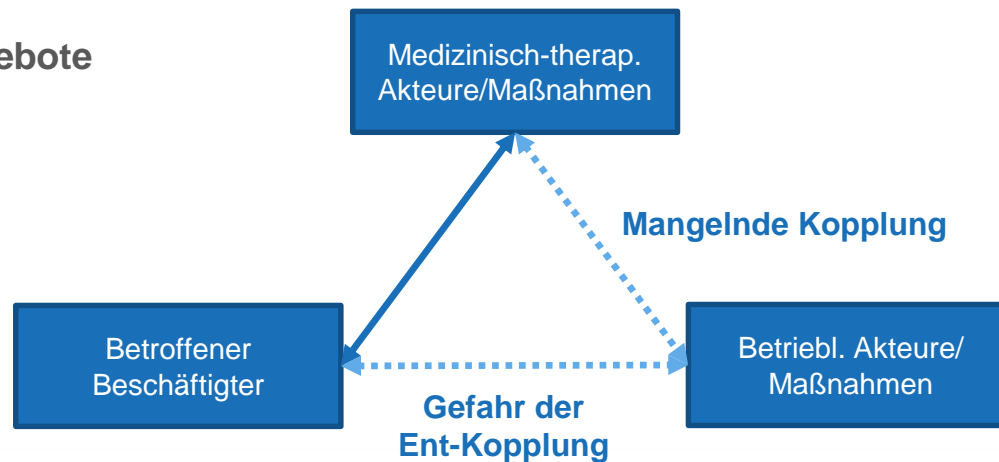 ebote
Medizinisch-therap.
Akteure/Maßnahmen
Mangelnde Kopplung
Betroffener
Beschäftigter
Betriebl. Akteure/
Maßnahmen
Gefahr der
Ent-Kopplung